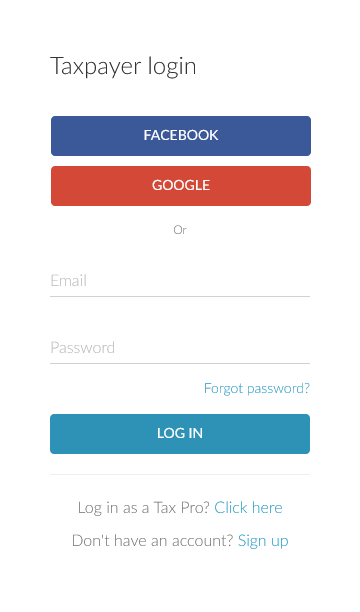 Taxpayer login
FACEBOOK
GOOGLE
Or
Email
Password
Forgot password?
LOG IN
Log in as a Tax Pro? Click here
Don't have an account? Sign up